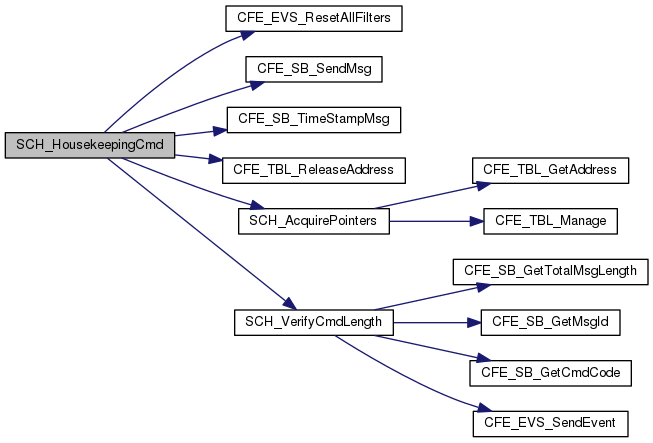 CFE_EVS_ResetAllFilters
CFE_SB_SendMsg
CFE_SB_TimeStampMsg
SCH_HousekeepingCmd
CFE_TBL_ReleaseAddress
CFE_TBL_GetAddress
SCH_AcquirePointers
CFE_TBL_Manage
CFE_SB_GetTotalMsgLength
SCH_VerifyCmdLength
CFE_SB_GetMsgId
CFE_SB_GetCmdCode
CFE_EVS_SendEvent